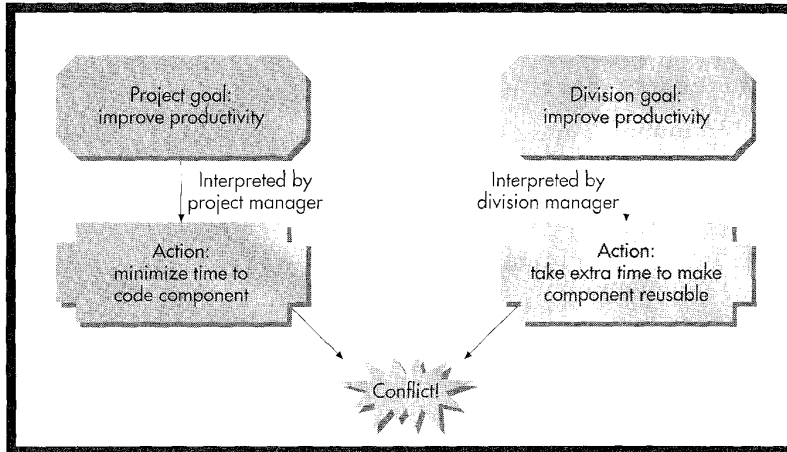 Project goal:
improve productivity
Division goal:
improve productivity
Interpreted by
project manager
Interpreted by
division manager
Action:
minimize time to
code component
Action:
take extra time to make
component reusable
Conflict!